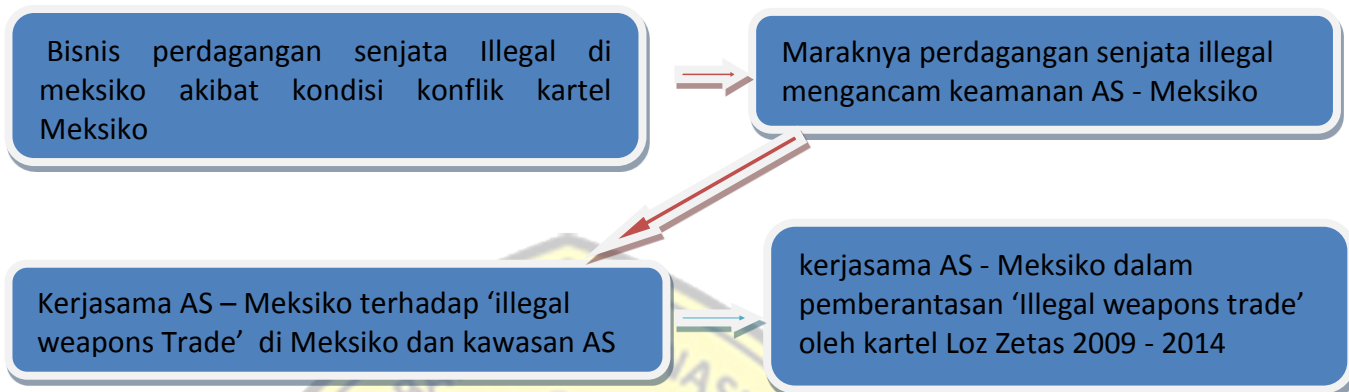 Bisnis perdagangan senjata Illegal di
meksiko akibat kondisi konflik kartel
Meksiko
Maraknya perdagangan senjata illegal
mengancam keamanan AS - Meksiko
Kerjasama AS – Meksiko terhadap ‘illegal
weapons Trade’ di Meksiko dan kawasan AS
kerjasama AS - Meksiko dalam
pemberantasan ‘Illegal weapons trade’
oleh kartel Loz Zetas 2009 - 2014